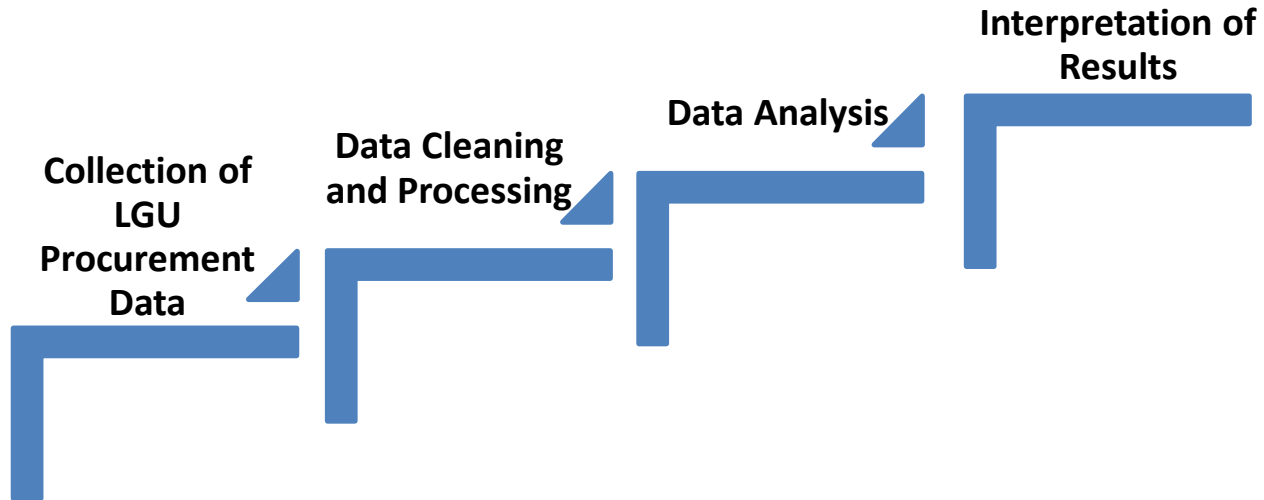 Collection of
LGU
Procurement
Data
Data Cleaning
and Processing
Data Analysis
Interpretation of
Results